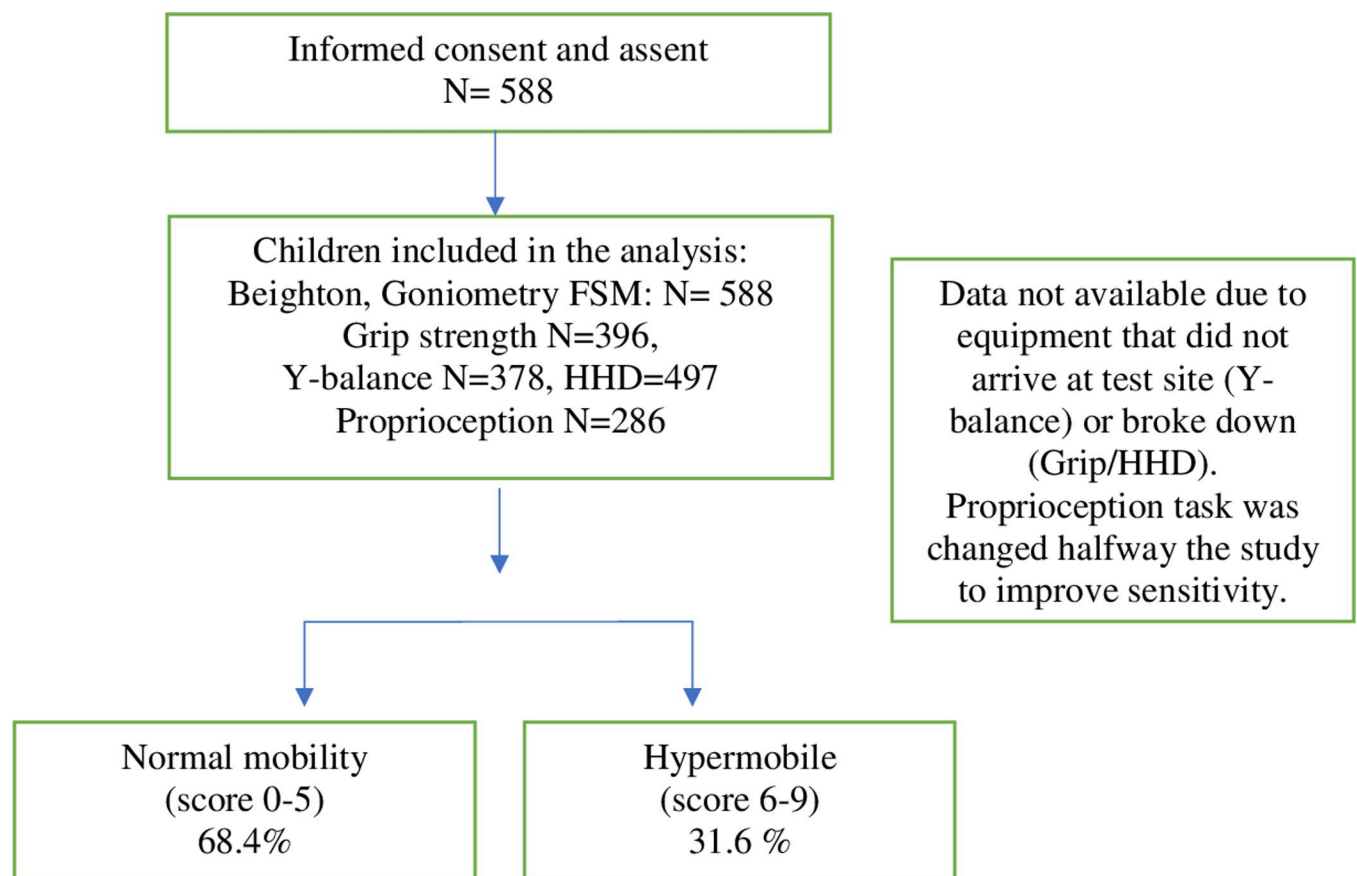 Informed consent and assent
N= 588
Children included in the analysis:
Beighton, Goniometry FSM: N= 588
Grip strength N=396,
Y-balance N=378, HHD=497
Proprioception N=286
Data not available due to
equipment that did not
arrive at test site (Y-
balance) or broke down
(Grip/HHD).
Proprioception task was
changed halfway the study
to improve sensitivity.
Normal mobility
(score 0-5)
68.4%
Hypermobile
(score 6-9)
31.6 %